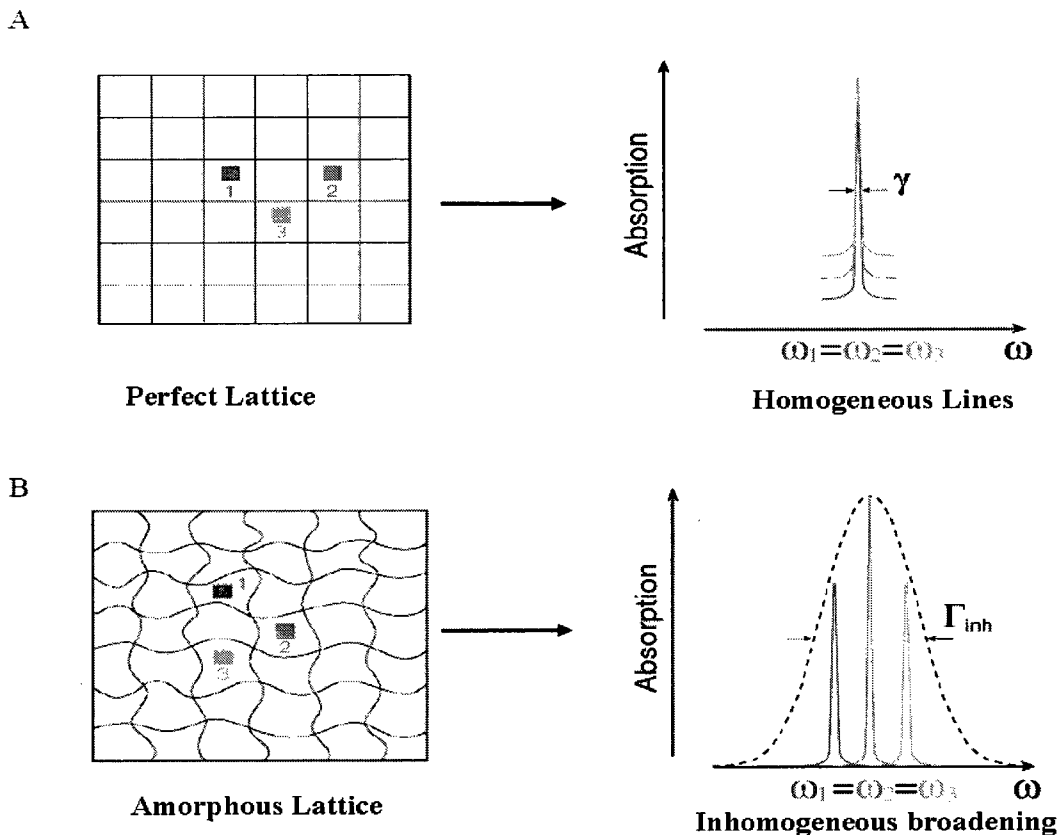 A
1
2
3
Absorption
γ
ω₁=ω₂=ω₃ ω
Perfect Lattice
Homogeneous Lines
B
1
2
3
Absorption
Γinh
ω₁=ω₂=ω₃ ω
Amorphous Lattice
Inhomogeneous broadening